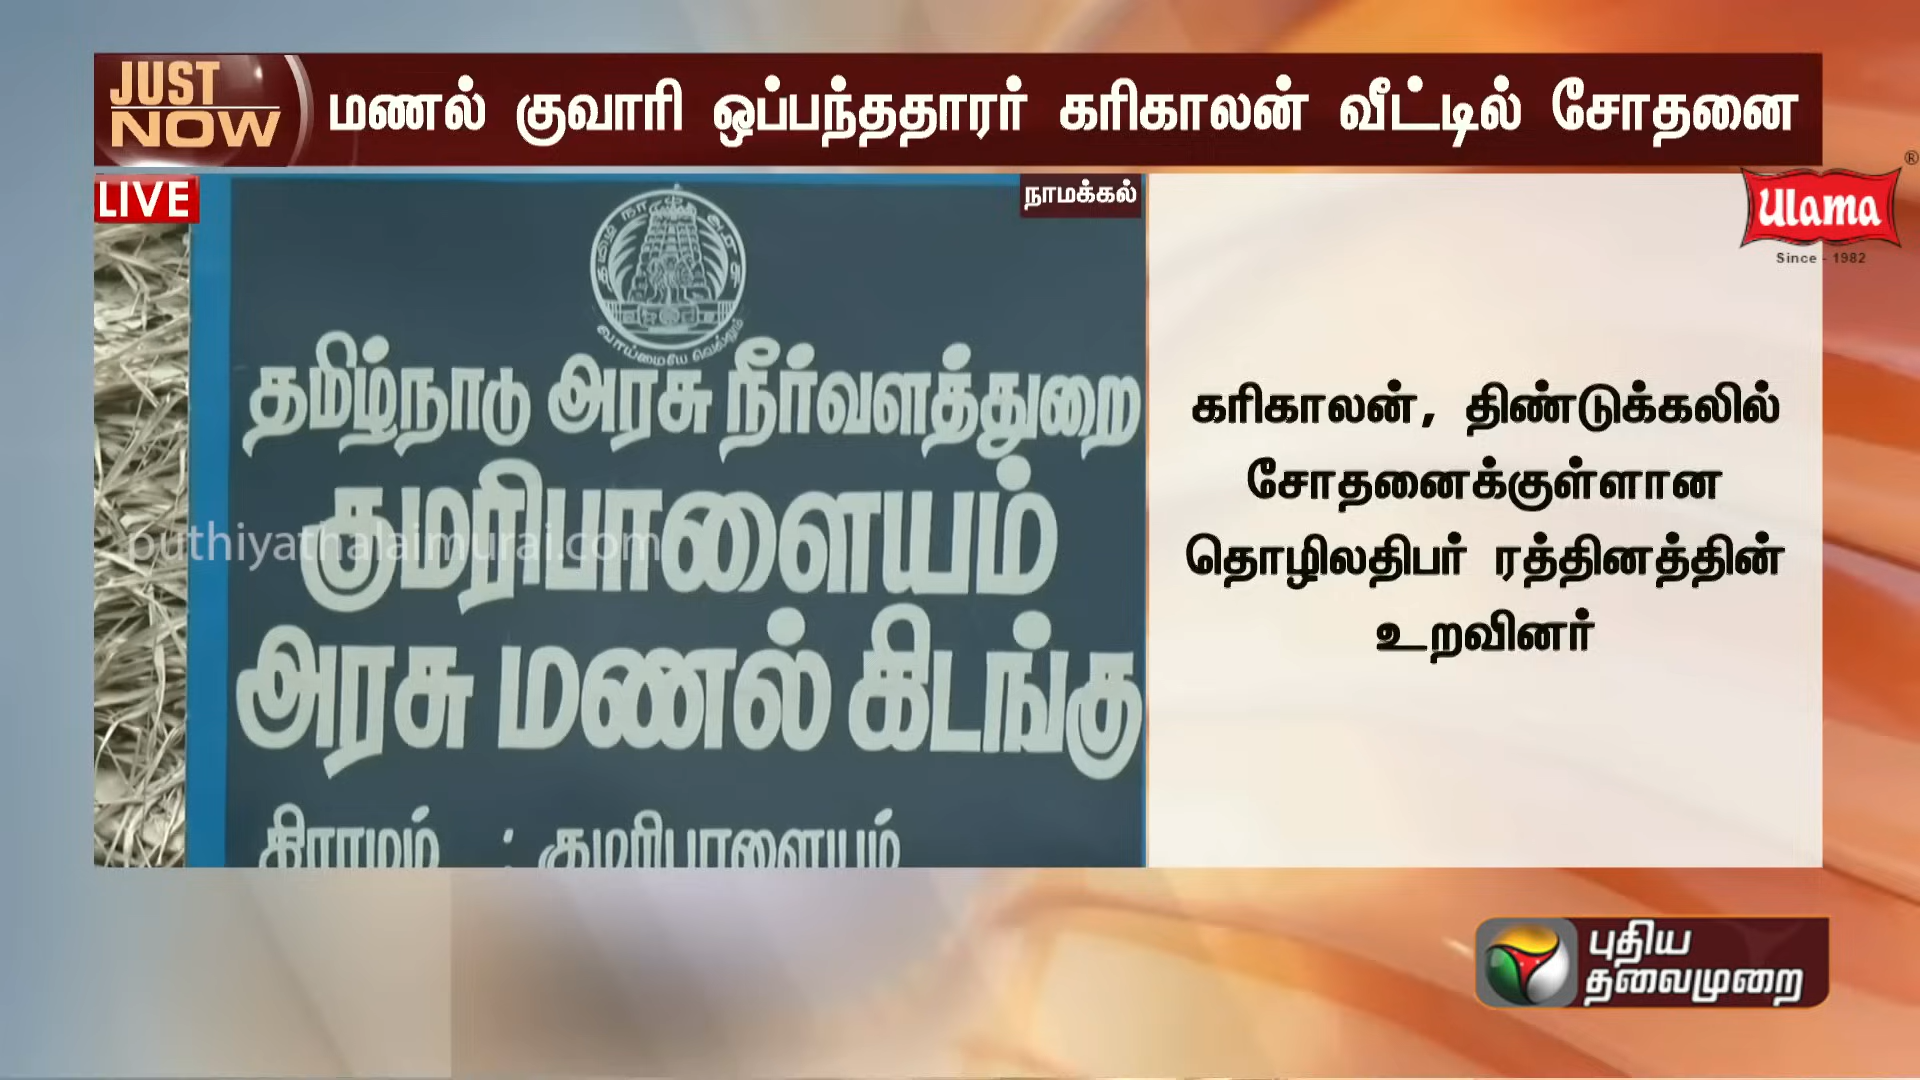 JUST
NOW
மணல் குவாரி ஒப்பந்ததாரர் கரிகாலன் வீட்டில் சோதனை
LIVE
நாமக்கல்
Ulama
®
Since - 1982
தமிழ் நாடு அரசு
வாய்மையே வெல்லும்
தமிழ்நாடு அரசு நீர்வளத்துறை
குமரிபாளையம்
puthiyathalaimurai.com
அரசு மணல் கிடங்கு
கிராமம் : குமரிபாளையம்
கரிகாலன், திண்டுக்கலில்
சோதனைக்குள்ளான
தொழிலதிபர் ரத்தினத்தின்
உறவினர்
புதிய
தலைமுறை